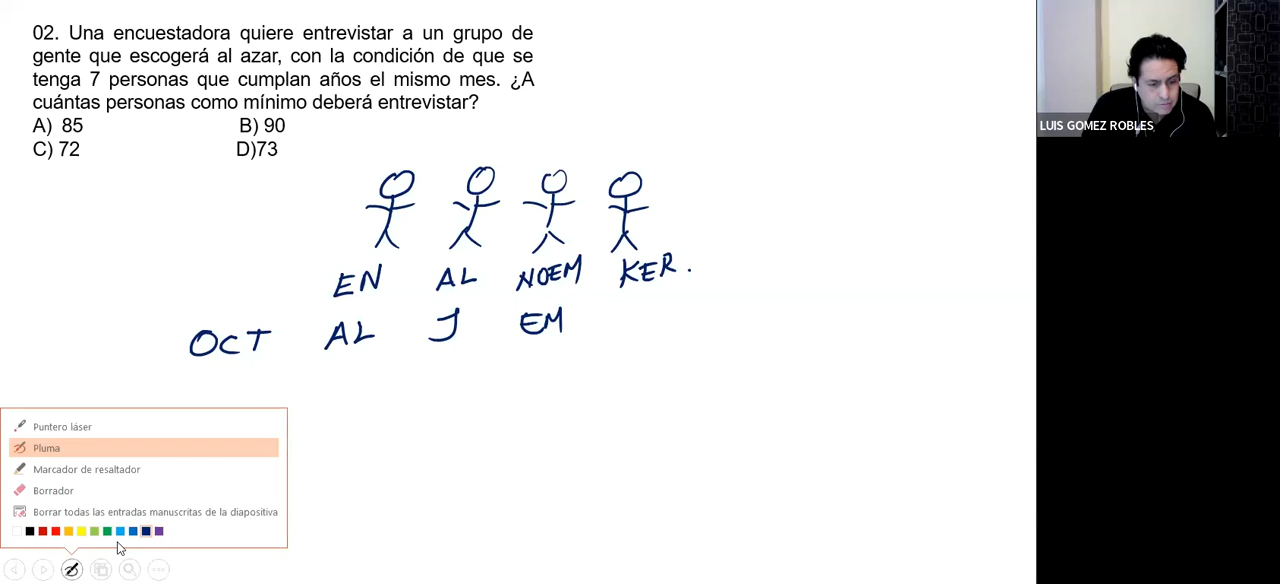 02. Una encuestadora quiere entrevistar a un grupo de
gente que escogerá al azar, con la condición de que se
tenga 7 personas que cumplan años el mismo mes. ¿A
cuántas personas como mínimo deberá entrevistar?
A) 85 B) 90
C) 72 D)73
EN AL NOEM KER.
OCT AL J EM
LUIS GOMEZ ROBLES
Puntero láser
Pluma
Marcador de resaltador
Borrador
Borrar todas las entradas manuscritas de la diapositiva